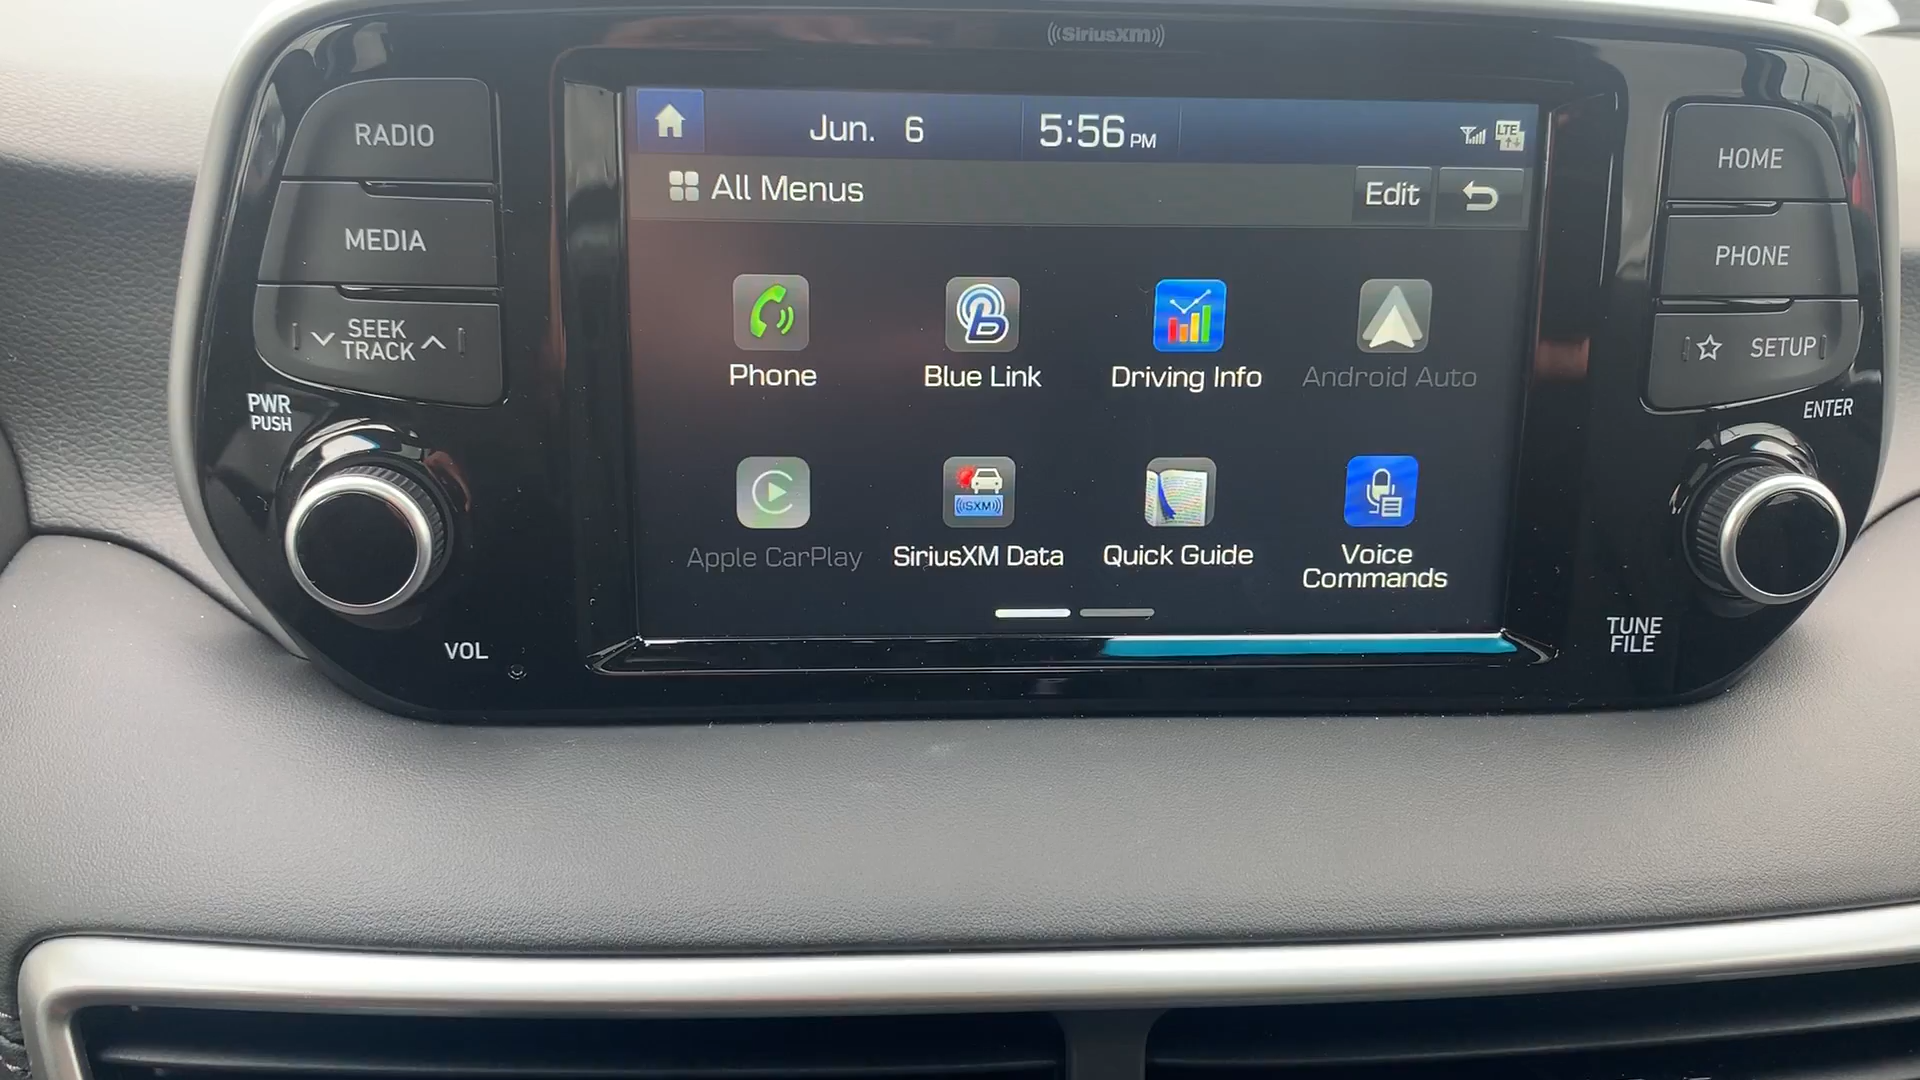 ((SiriusXM))
RADIO
MEDIA
SEEK
TRACK
PWR
PUSH
VOL
Jun. 6
5:56 PM
LTE
All Menus
Edit
Phone
Blue Link
Driving Info
Android Auto
Apple CarPlay
((SXM))
SiriusXM Data
Quick Guide
Voice
Commands
HOME
PHONE
SETUP
ENTER
TUNE
FILE